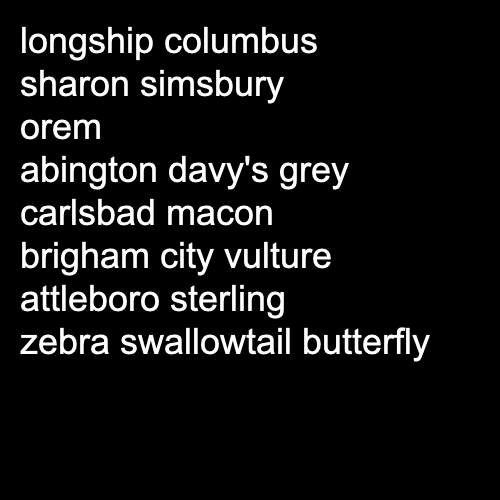 longship columbus
sharon simsbury
orem
abington davy's grey
carlsbad macon
brigham city vulture
attleboro sterling
zebra swallowtail butterfly